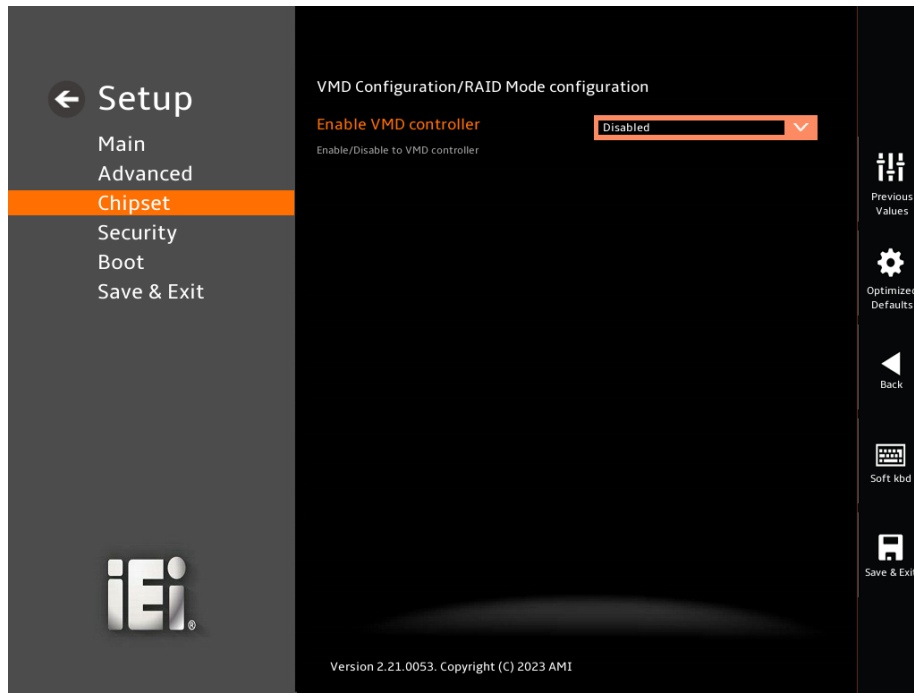 Setup
Main
Advanced
Chipset
Security
Boot
Save & Exit
iEi®
VMD Configuration/RAID Mode configuration
Enable VMD controller
Disabled
Enable/Disable to VMD controller
Version 2.21.0053. Copyright (C) 2023 AMI
Previous
Values
Optimized
Defaults
Back
Soft kbd
Save & Exit